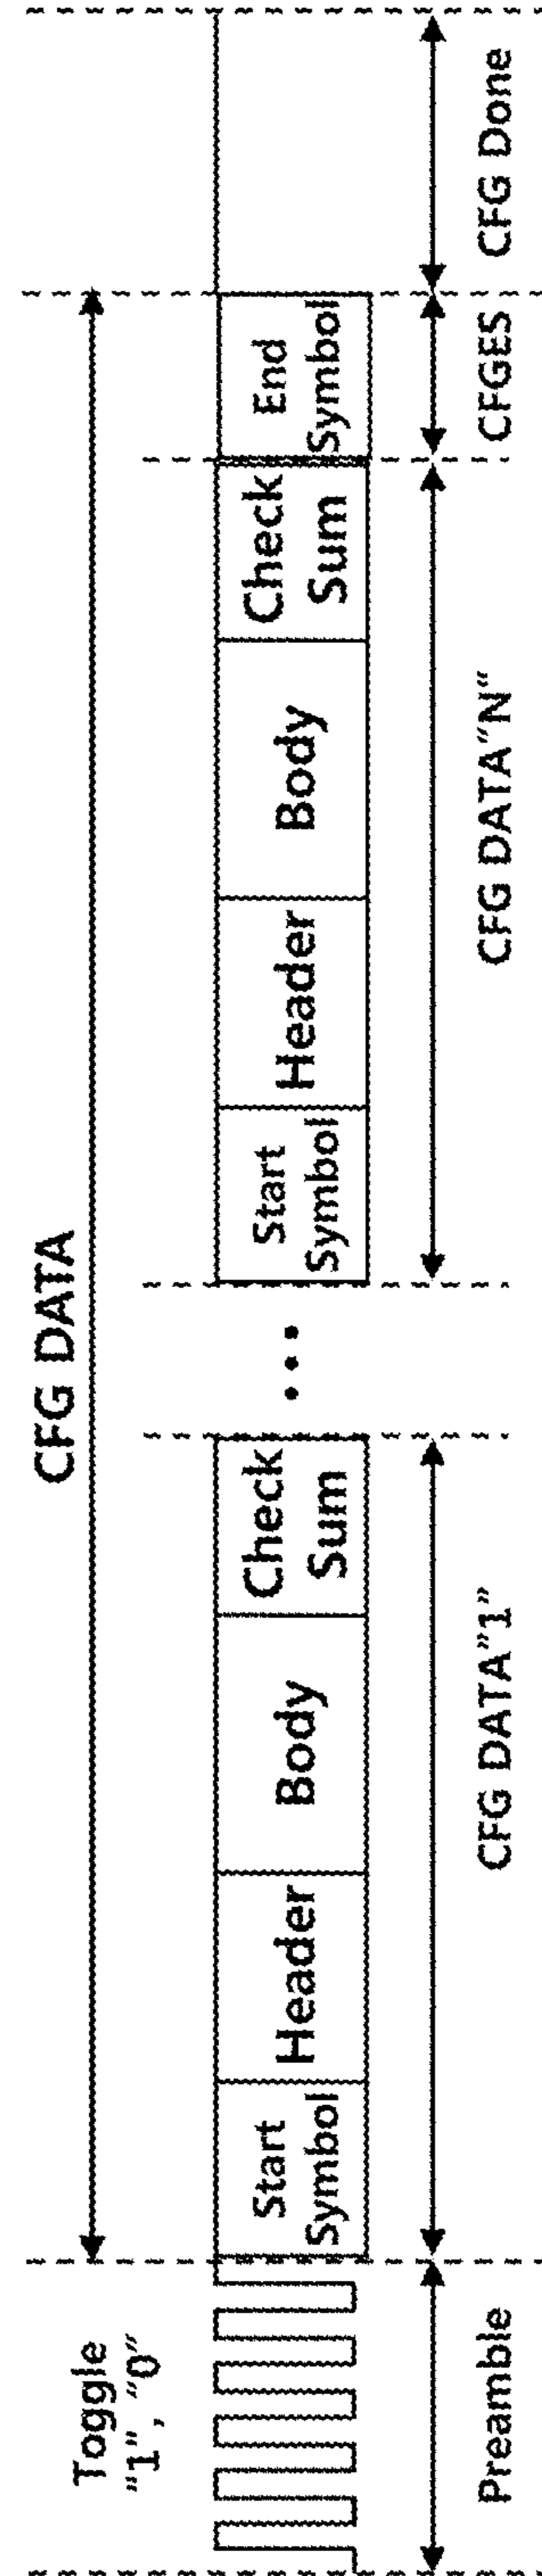 CFG DATA
Toggle
"1", "0"
Start
Symbol
Header
Body
Check
Sum
...
Start
Symbol
Header
Body
Check
Sum
End
Symbol
Preamble
CFG DATA"1"
CFG DATA"N"
CFGES
CFG Done